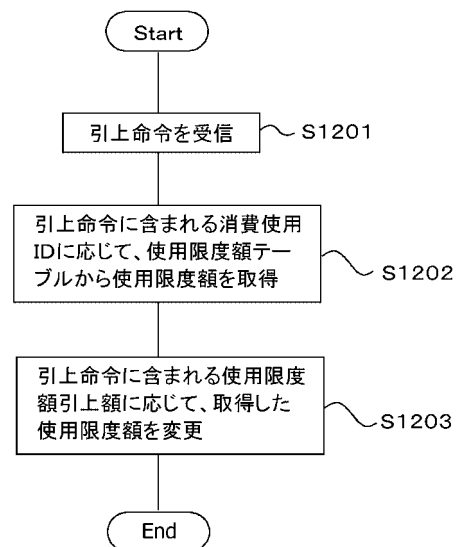 Start
引上命令を受信
S1201
引上命令に含まれる消費使用
IDに応じて、使用限度額テー
ブルから使用限度額を取得
S1202
引上命令に含まれる使用限度
額引上額に応じて、取得した
使用限度額を変更
S1203
End